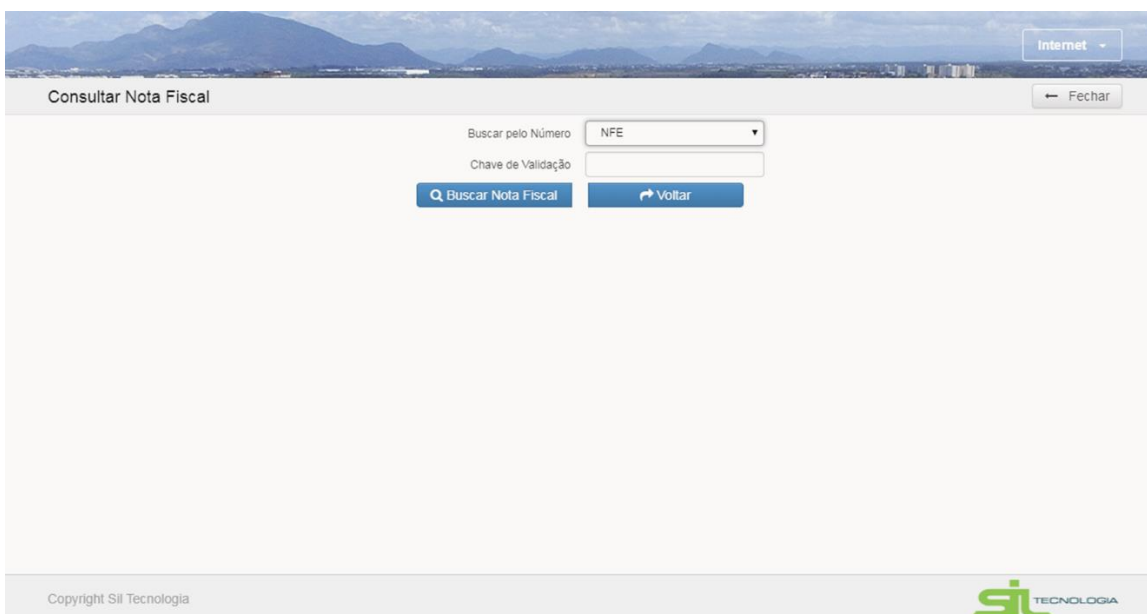 Internet
Consultar Nota Fiscal
Fechar
Buscar pelo Número
NFE
Chave de Validação
Buscar Nota Fiscal
Voltar
Copyright Sil Tecnologia
SIL TECNOLOGIA